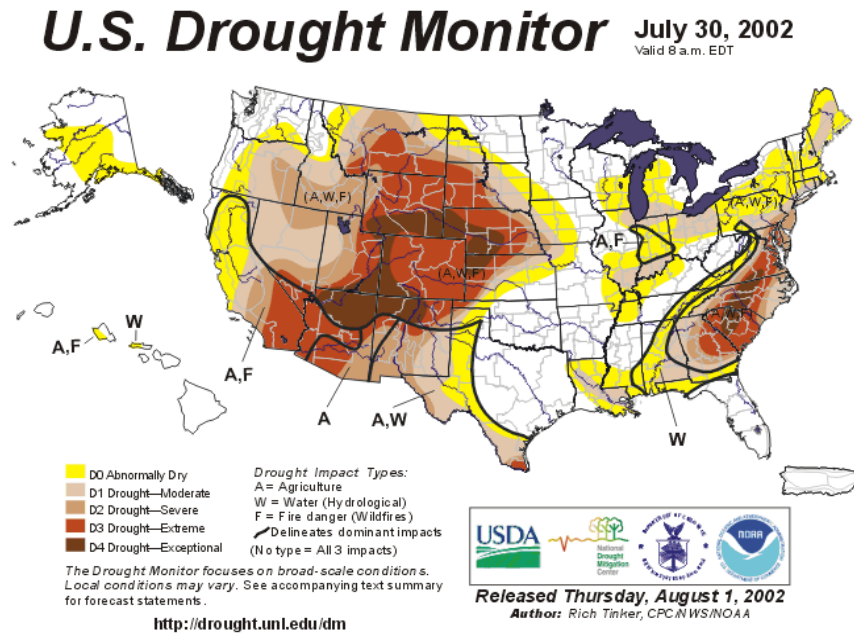 U.S. Drought Monitor
July 30, 2002
Valid 8 a.m. EDT
(A,W,F)
(A,W,F)
A,F
(A,W,F)
(A,W,F)
W
A,F
A,F
A
A,W
W
D0 Abnormally Dry
D1 Drought—Moderate
D2 Drought—Severe
D3 Drought—Extreme
D4 Drought—Exceptional
Drought Impact Types:
A = Agriculture
W = Water (Hydrological)
F = Fire danger (Wildfires)
Delineates dominant impacts
(No type = All 3 impacts)
The Drought Monitor focuses on broad-scale conditions.
Local conditions may vary. See accompanying text summary
for forecast statements.
http://drought.unl.edu/dm
USDA
National
Drought
Mitigation
Center
NOAA
Released Thursday, August 1, 2002
Author: Rich Tinker, CPC/NWS/NOAA